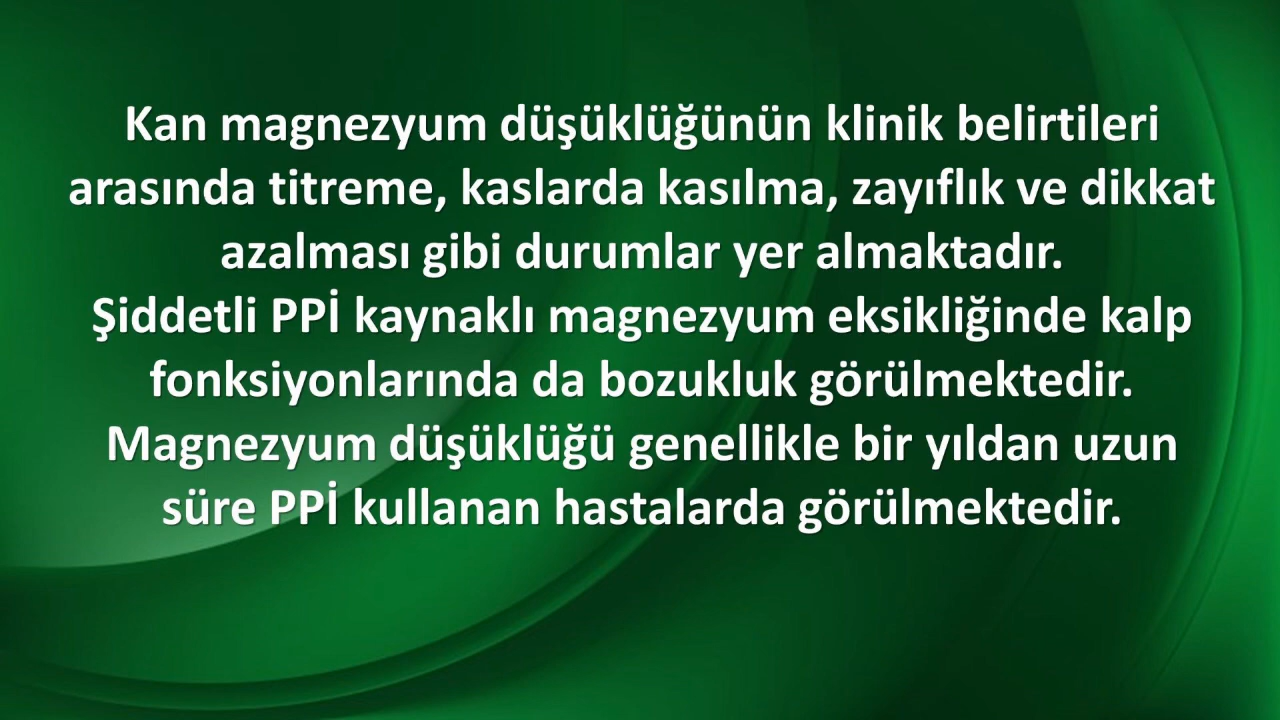 Kan magnezyum düşüklüğünün klinik belirtileri
arasında titreme, kaslarda kasılma, zayıflık ve dikkat
azalması gibi durumlar yer almaktadır.
Şiddetli PPİ kaynaklı magnezyum eksikliğinde kalp
fonksiyonlarında da bozukluk görülmektedir.
Magnezyum düşüklüğü genellikle bir yıldan uzun
süre PPİ kullanan hastalarda görülmektedir.